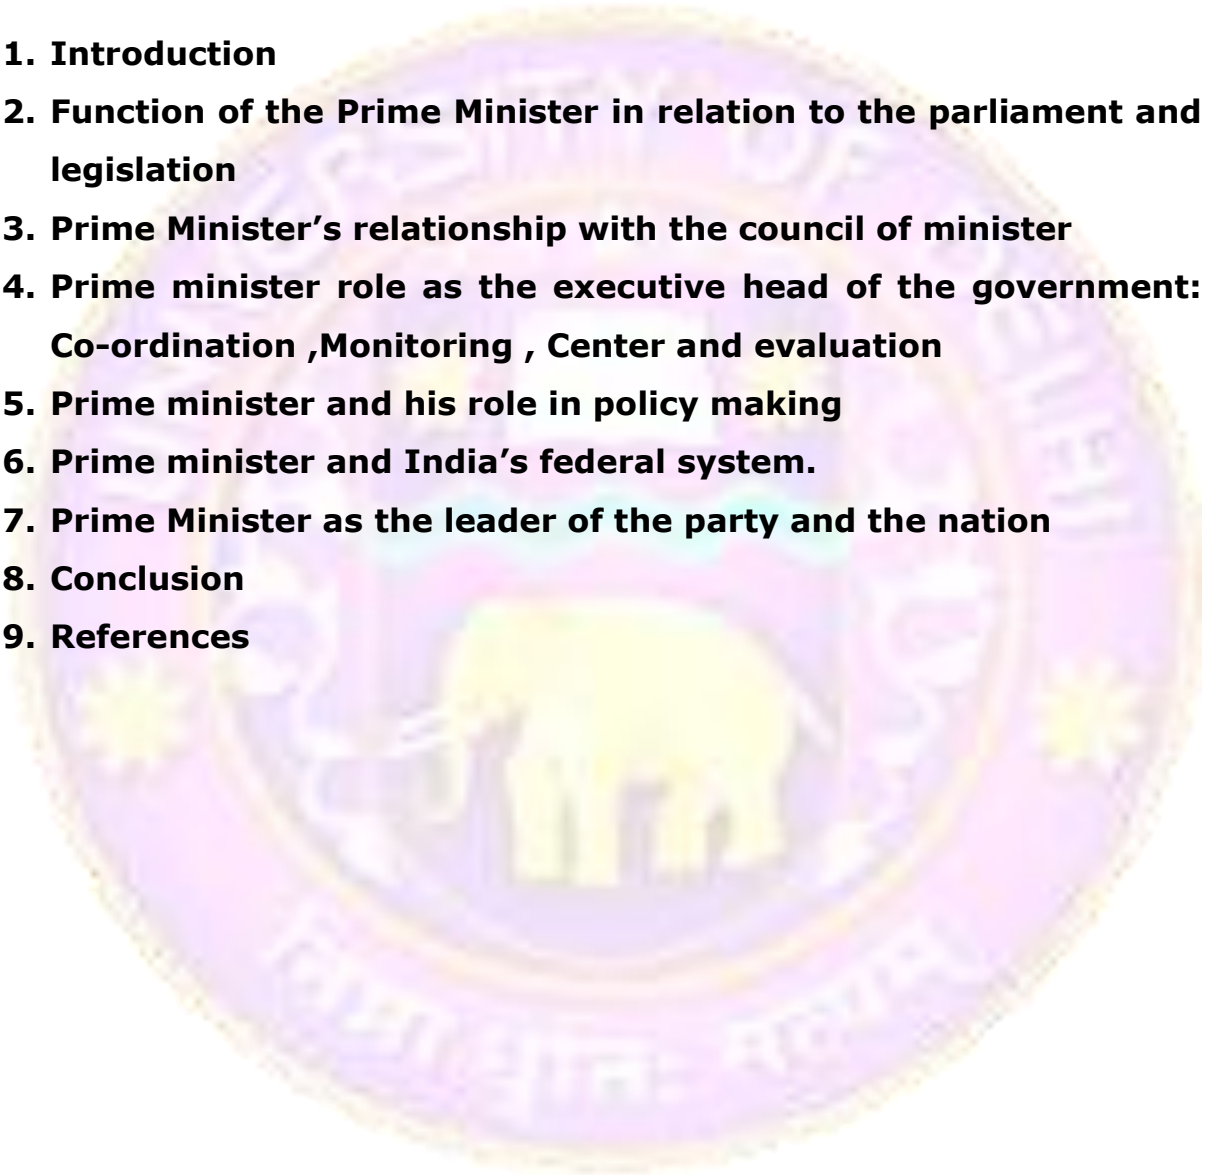 1. Introduction
2. Function of the Prime Minister in relation to the parliament and
legislation
3. Prime Minister’s relationship with the council of minister
4. Prime minister role as the executive head of the government:
Co-ordination ,Monitoring , Center and evaluation
5. Prime minister and his role in policy making
6. Prime minister and India’s federal system.
7. Prime Minister as the leader of the party and the nation
8. Conclusion
9. References
UNIVERSITY OF DELHI